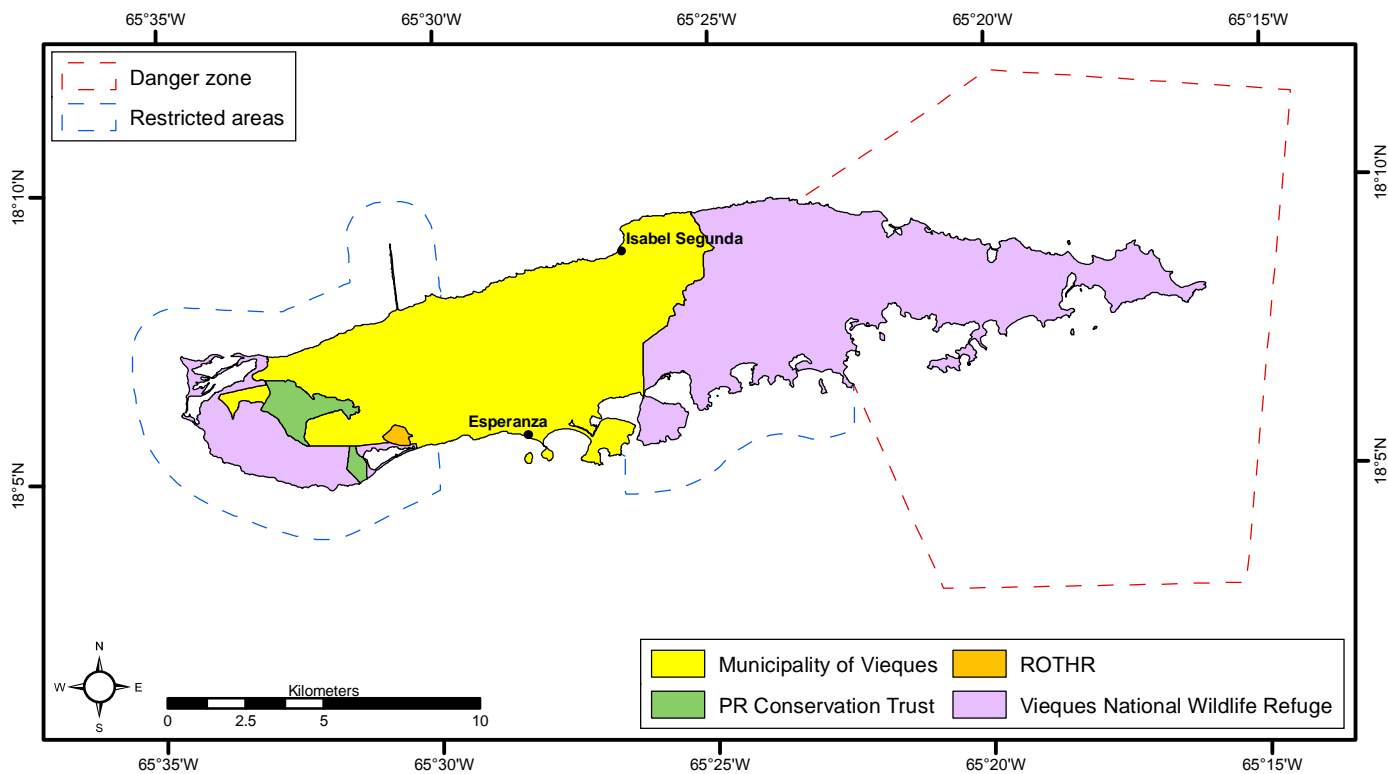 65°35'W 65°30'W 65°25'W 65°20'W 65°15'W
Danger zone
Restricted areas
18°10'N 18°10'N
Isabel Segunda
Esperanza
18°5'N 18°5'N
N
W E
S
Kilometers
0 2.5 5 10
Municipality of Vieques ROTHR
PR Conservation Trust Vieques National Wildlife Refuge
65°35'W 65°30'W 65°25'W 65°20'W 65°15'W